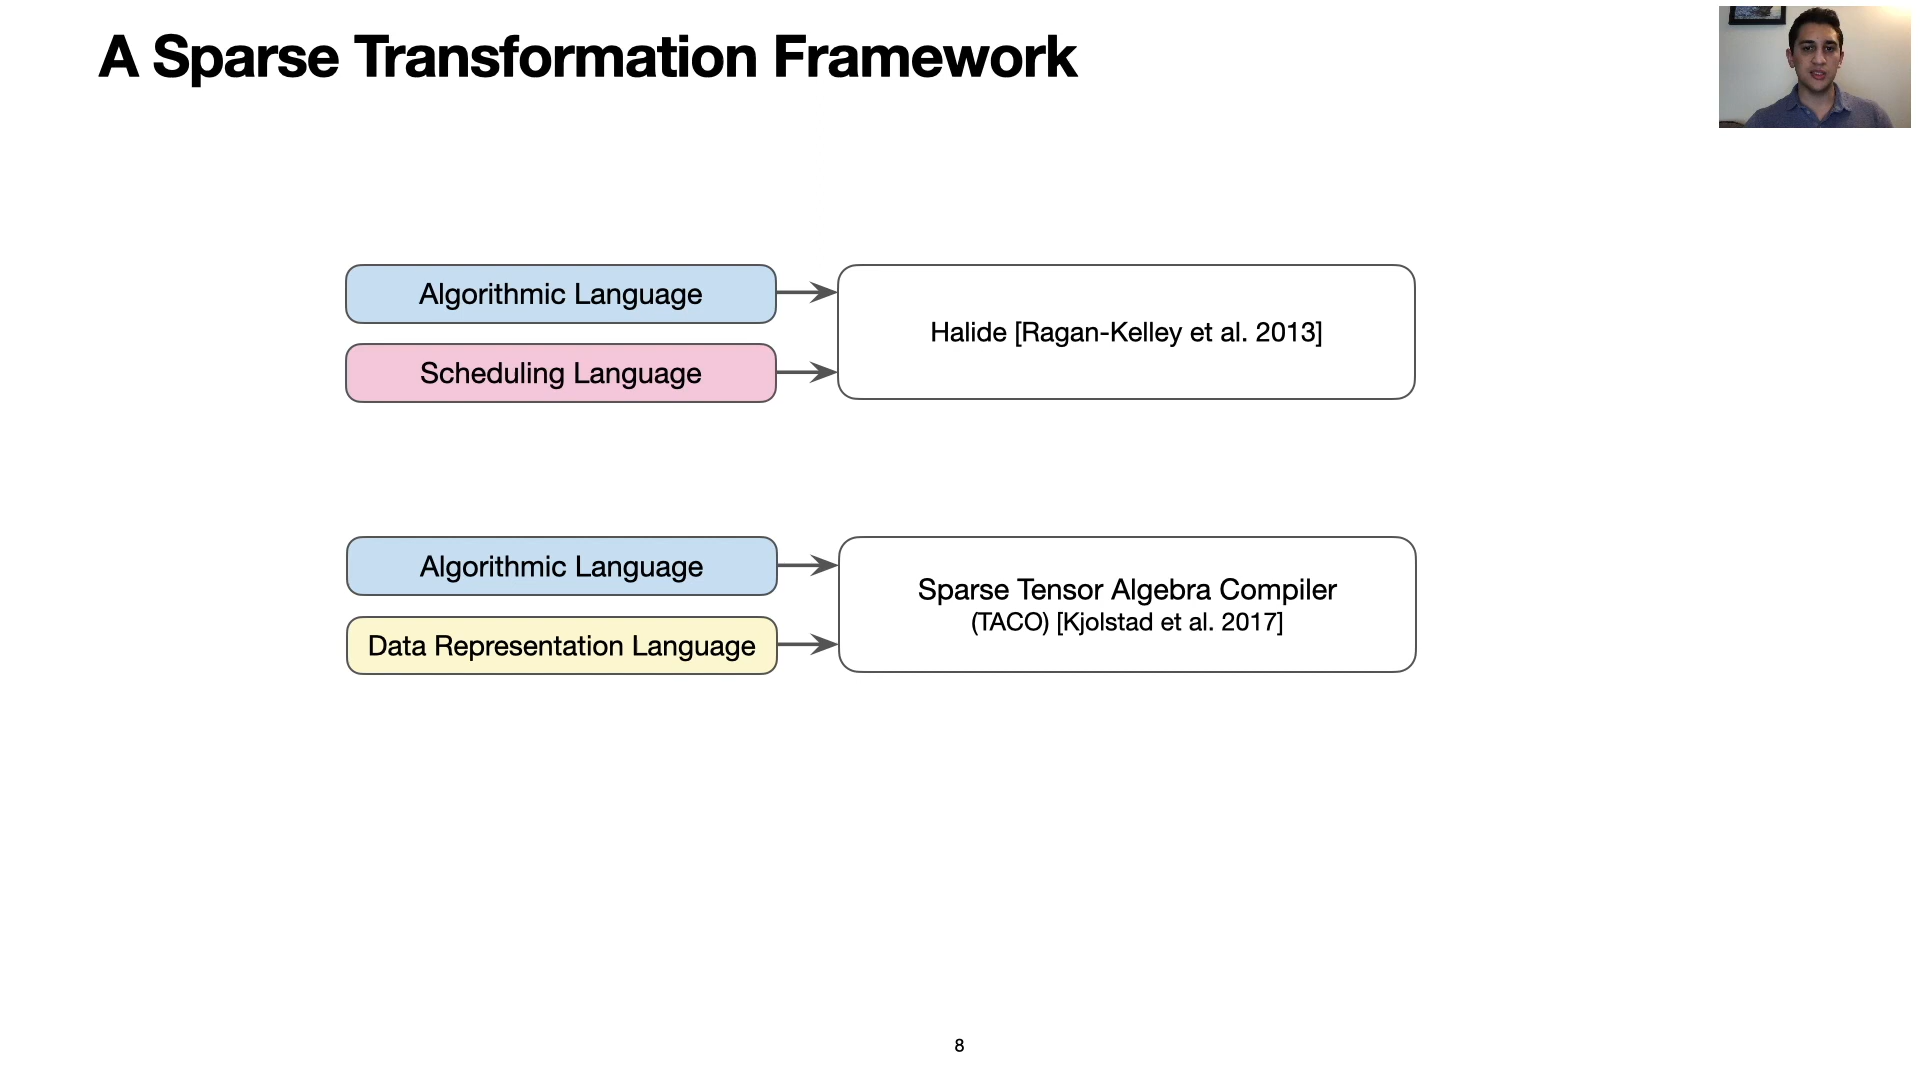 A Sparse Transformation Framework
Algorithmic Language
Scheduling Language
Halide [Ragan-Kelley et al. 2013]
Algorithmic Language
Data Representation Language
Sparse Tensor Algebra Compiler
(TACO) [Kjolstad et al. 2017]
8